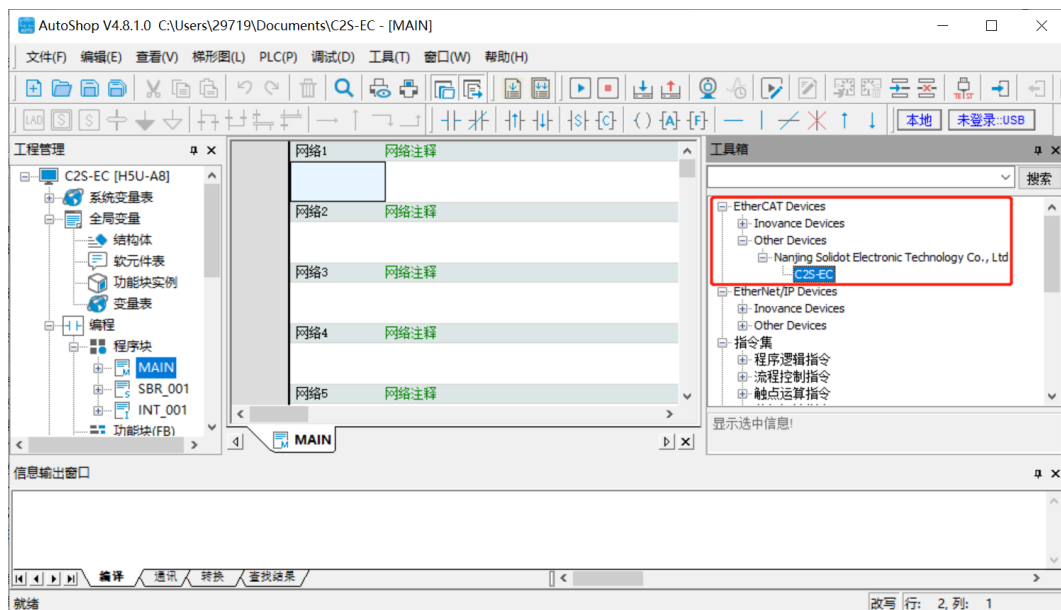 AutoShop V4.8.1.0 C:\Users\29719\Documents\C2S-EC - [MAIN]
文件(F) 编辑(E) 查看(V) 梯形图(L) PLC(P) 调试(D) 工具(T) 窗口(W) 帮助(H)
LAD S S
TEST
S C ( ) A F 本地 未登录::USB
工程管理
C2S-EC [H5U-A8]
系统变量表
全局变量
结构体
软元件表
功能块实例
变量表
编程
程序块
MAIN
SBR_001
INT_001
功能块(FB)
网络1 网络注释
网络2 网络注释
网络3 网络注释
网络4 网络注释
网络5 网络注释
MAIN
工具箱
搜索
EtherCAT Devices
Inovance Devices
Other Devices
Nanjing Solidot Electronic Technology Co., Ltd
C2S-EC
EtherNet/IP Devices
Inovance Devices
Other Devices
指令集
程序逻辑指令
流程控制指令
触点运算指令
显示选中信息!
信息输出窗口
编译 通讯 转换 查找结果
就绪 改写 行: 2, 列: 1